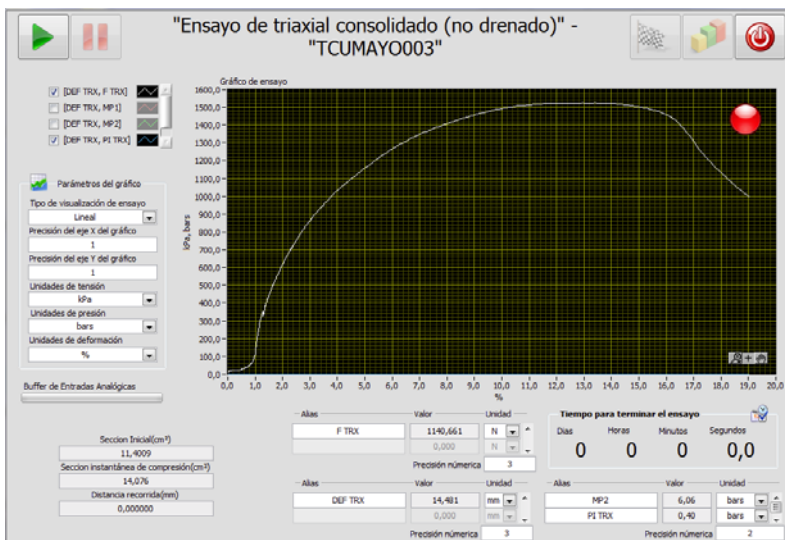 "Ensayo de triaxial consolidado (no drenado)" -
"TCUMAYO003"
Gráfico de ensayo
[DEF TRX, F TRX]
[DEF TRX, MP1]
[DEF TRX, MP2]
[DEF TRX, PI TRX]
Parámetros del gráfico
Tipo de visualización de ensayo
Lineal
Precisión del eje X del gráfico
1
Precisión del eje Y del gráfico
1
Unidades de tensión
kPa
Unidades de presión
bars
Unidades de deformación
%
Buffer de Entradas Analógicas
Seccion Inicial(cm²)
11,4009
Seccion instantánea de compresión(cm²)
14,076
Distancia recorrida(mm)
0,000000
kPa, bars
1600,0
1500,0
1400,0
1300,0
1200,0
1100,0
1000,0
900,0
800,0
700,0
600,0
500,0
400,0
300,0
200,0
100,0
0,0
0,0 1,0 2,0 3,0 4,0 5,0 6,0 7,0 8,0 9,0 10,0 11,0 12,0 13,0 14,0 15,0 16,0 17,0 18,0 19,0 20,0
%
Alias Valor Unidad
F TRX 1140,661 N
0,000 N
Precisión númerica 3
Tiempo para terminar el ensayo
Dias Horas Minutos Segundos
0 0 0 0,0
Alias Valor Unidad
DEF TRX 14,481 mm
0,000 mm
Precisión númerica 3
Alias Valor Unidad
MP2 6,06 bars
PI TRX 0,40 bars
Precisión númerica 2